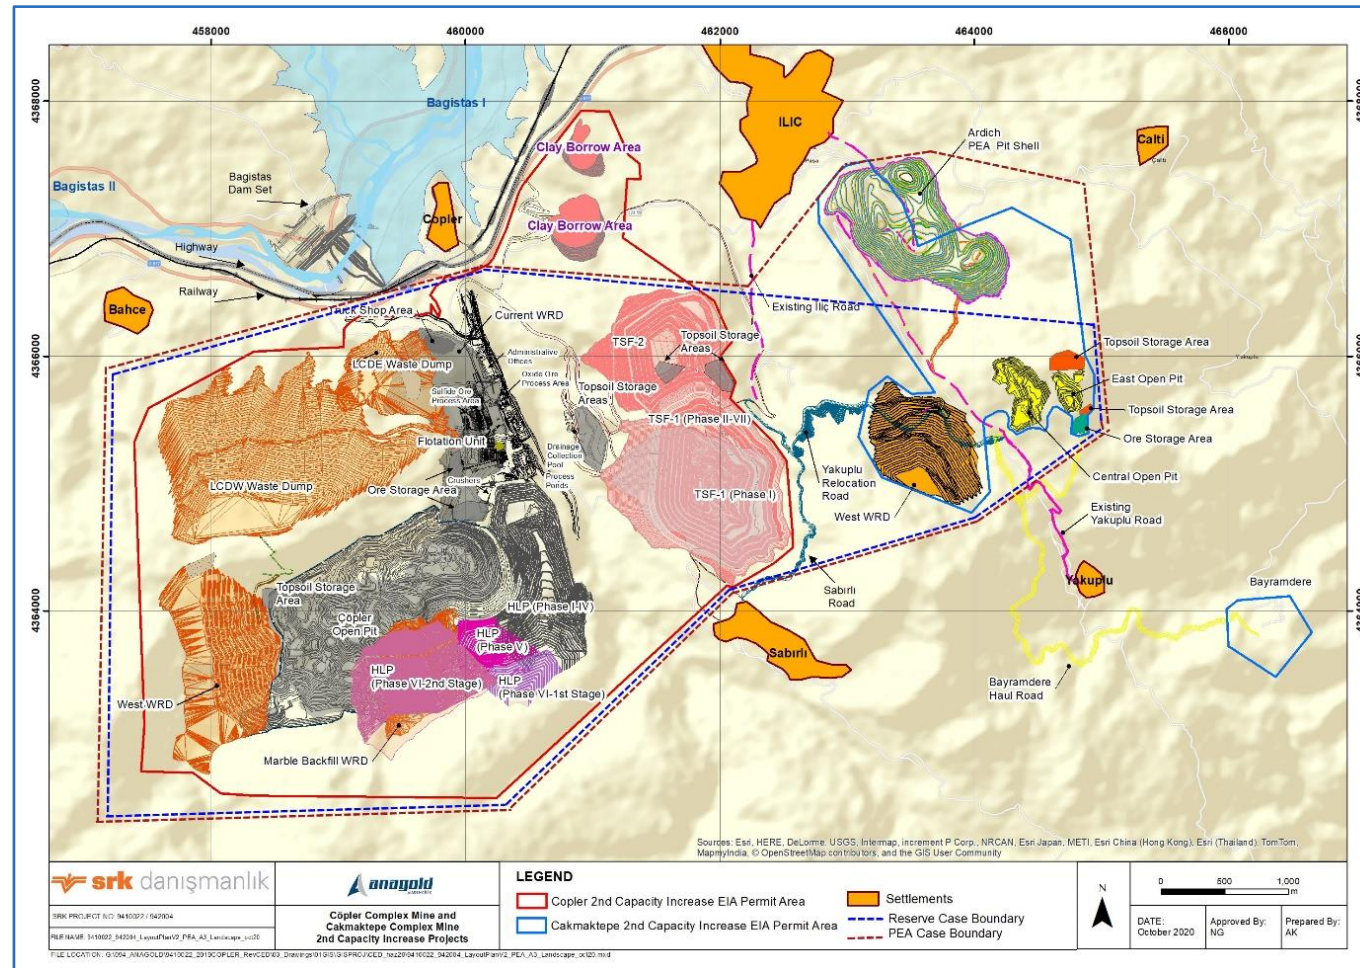 458000
460000
462000
464000
466000
4368000
4368000
Bagistas I
ILIC
Calti
Ardich
PEA Pit Shell
Clay Borrow Area
Bagistas II
Bagistas
Dam Set
Copler
Clay Borrow Area
Highway
Railway
Existing Iliç Road
Bahce
Truck Shop Area
Current WRD
4366000
TSF-2
Topsoil Storage
Areas
Topsoil Storage Area
LCDE Waste Dump
Administrative
Offices
Oxide Ore
Process Area
Sulfide Ore
Process Area
Topsoil Storage
Areas
East Open Pit
Yakuplu
TSF-1 (Phase II-VII)
Topsoil Storage Area
Flotation Unit
Ore Storage Area
Drainage
Collection
Pool
Process
Ponds
Crushers
LCDW Waste Dump
Ore Storage Area
TSF-1 (Phase I)
Yakuplu
Relocation
Road
Central Open Pit
West WRD
Existing
Yakuplu Road
Topsoil Storage
Area
Yakuplu
Bayramdere
Sabırlı
Road
4364000
4364000
HLP (Phase I-IV)
Çöpler
Open Pit
HLP
(Phase V)
Sabırlı
HLP
(Phase VI-2nd Stage)
HLP
(Phase VI-1st Stage)
Bayramdere
Haul Road
West WRD
Marble Backfill WRD
Sources: Esri, HERE, DeLorme, USGS, Intermap, increment P Corp., NRCAN, Esri Japan, METI, Esri China (Hong Kong), Esri (Thailand), TomTom,
MapmyIndia, © OpenStreetMap contributors, and the GIS User Community
srk danışmanlık
anagold
LEGEND
Copler 2nd Capacity Increase EIA Permit Area
Cakmaktepe 2nd Capacity Increase EIA Permit Area
Settlements
Reserve Case Boundary
PEA Case Boundary
N
0 500 1,000
m
SRK PROJECT NO: 9410022 / 942004
Çöpler Complex Mine and
Cakmaktepe Complex Mine
2nd Capacity Increase Projects
DATE:
October 2020
Approved By:
NG
Prepared By:
AK